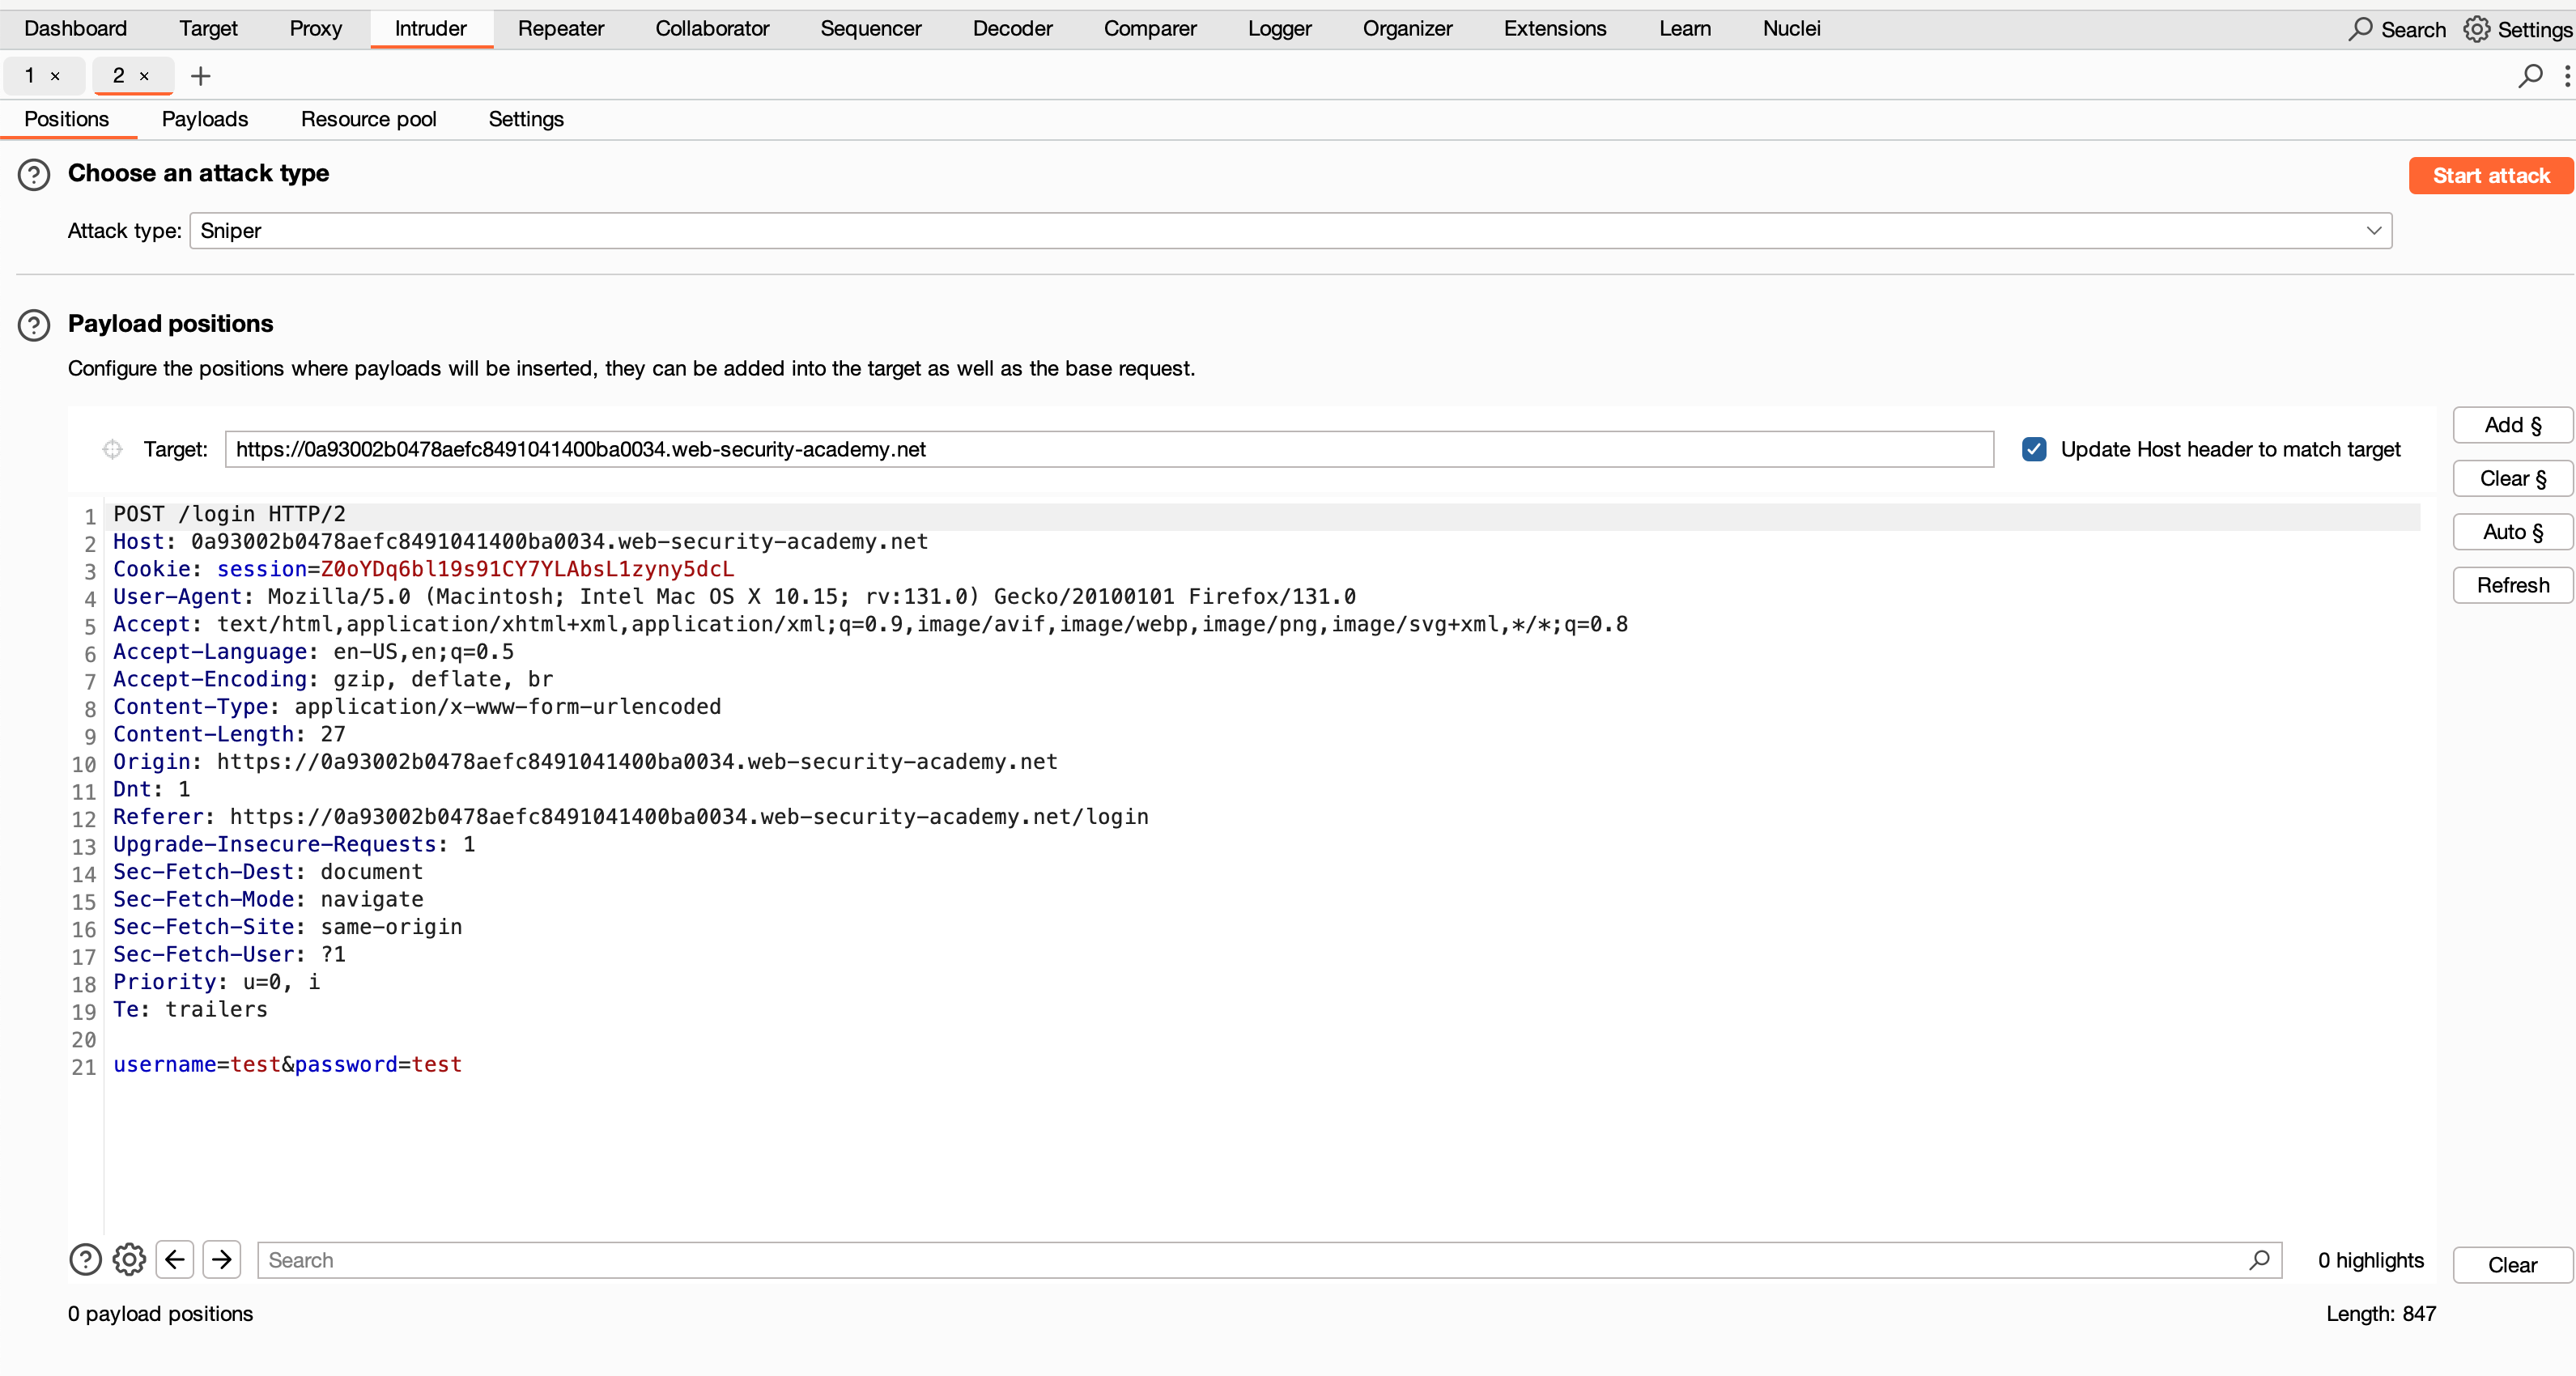 Dashboard Target Proxy Intruder Repeater Collaborator Sequencer Decoder Comparer Logger Organizer Extensions Learn Nuclei Search Settings
1 × 2 × +
Positions Payloads Resource pool Settings
Choose an attack type
Start attack
Attack type: Sniper
Payload positions
Configure the positions where payloads will be inserted, they can be added into the target as well as the base request.
Target: https://0a93002b0478aefc8491041400ba0034.web-security-academy.net
Update Host header to match target
Add §
Clear §
Auto §
Refresh
1 POST /login HTTP/2
2 Host: 0a93002b0478aefc8491041400ba0034.web-security-academy.net
3 Cookie: session=Z0oYDq6bl19s91CY7YLAbsL1zyny5dcL
4 User-Agent: Mozilla/5.0 (Macintosh; Intel Mac OS X 10.15; rv:131.0) Gecko/20100101 Firefox/131.0
5 Accept: text/html,application/xhtml+xml,application/xml;q=0.9,image/avif,image/webp,image/png,image/svg+xml,*/*;q=0.8
6 Accept-Language: en-US,en;q=0.5
7 Accept-Encoding: gzip, deflate, br
8 Content-Type: application/x-www-form-urlencoded
9 Content-Length: 27
10 Origin: https://0a93002b0478aefc8491041400ba0034.web-security-academy.net
11 Dnt: 1
12 Referer: https://0a93002b0478aefc8491041400ba0034.web-security-academy.net/login
13 Upgrade-Insecure-Requests: 1
14 Sec-Fetch-Dest: document
15 Sec-Fetch-Mode: navigate
16 Sec-Fetch-Site: same-origin
17 Sec-Fetch-User: ?1
18 Priority: u=0, i
19 Te: trailers
20
21 username=test&password=test
Search
0 highlights
Clear
0 payload positions
Length: 847